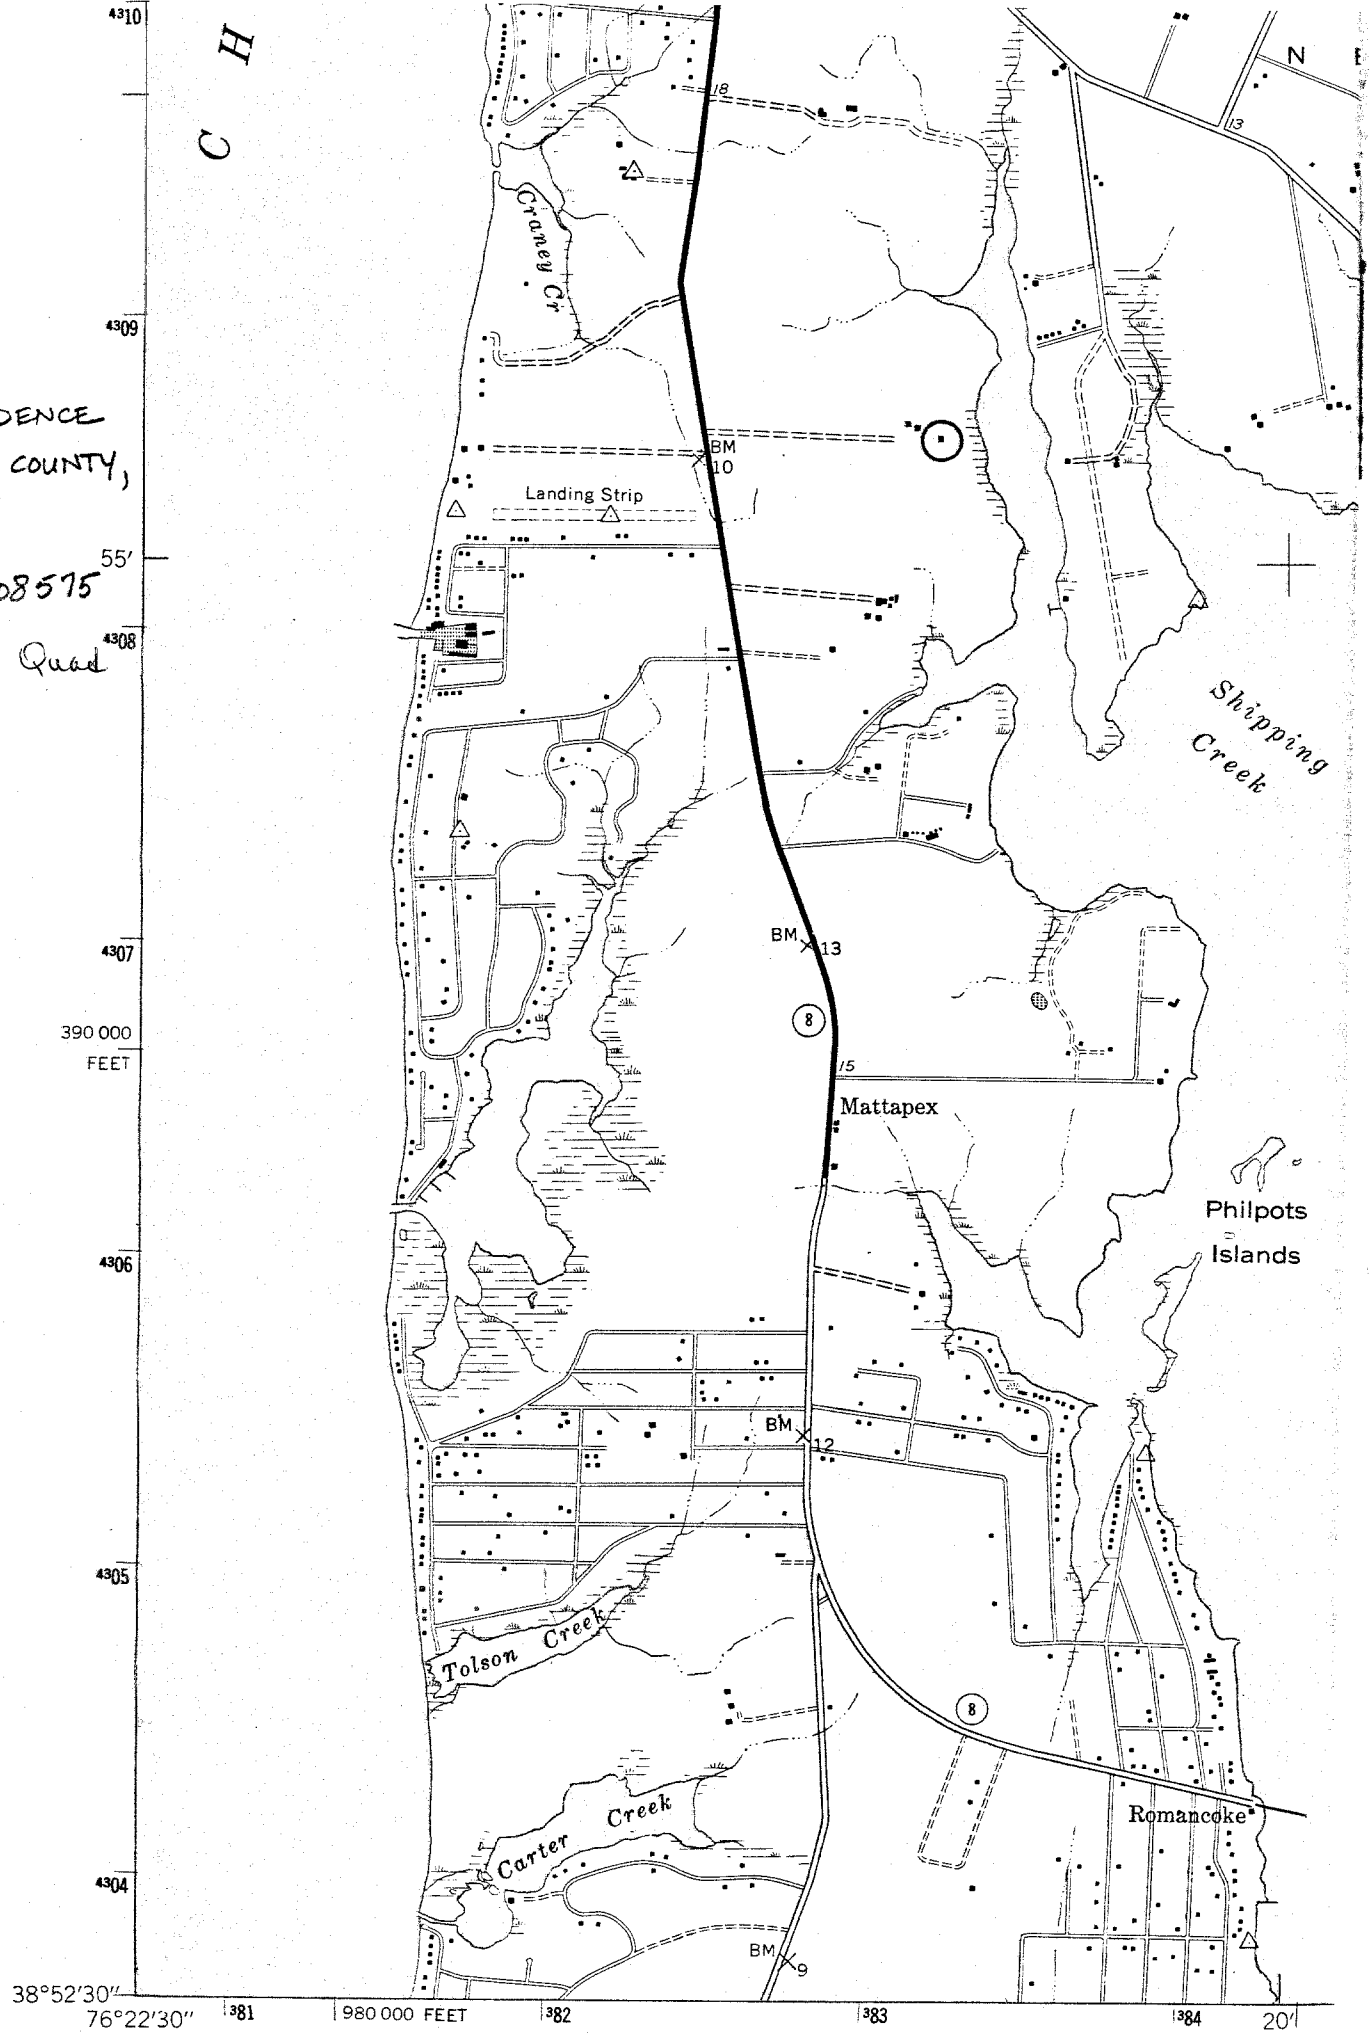 4310
C H
N
18
13
Craney Cr
4309
DENCE
COUNTY,
BM
10
Landing Strip
55'
08575
4308
Quad
Shipping
Creek
BM
13
4307
8
390 000
FEET
15
Mattapex
Philpots
Islands
4306
BM
12
4305
Tolson Creek
8
Romancoke
Carter Creek
4304
BM
9
38°52'30"
76°22'30"
381
980 000 FEET
382
383
384
20'